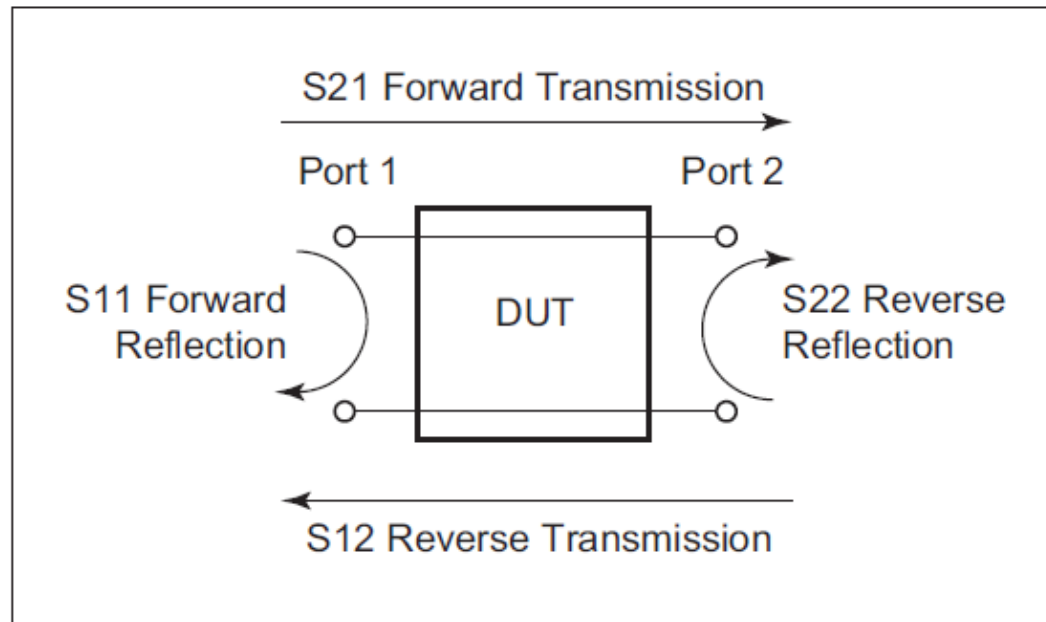 S21 Forward Transmission
Port 1
Port 2
S11 Forward
Reflection
DUT
S22 Reverse
Reflection
S12 Reverse Transmission